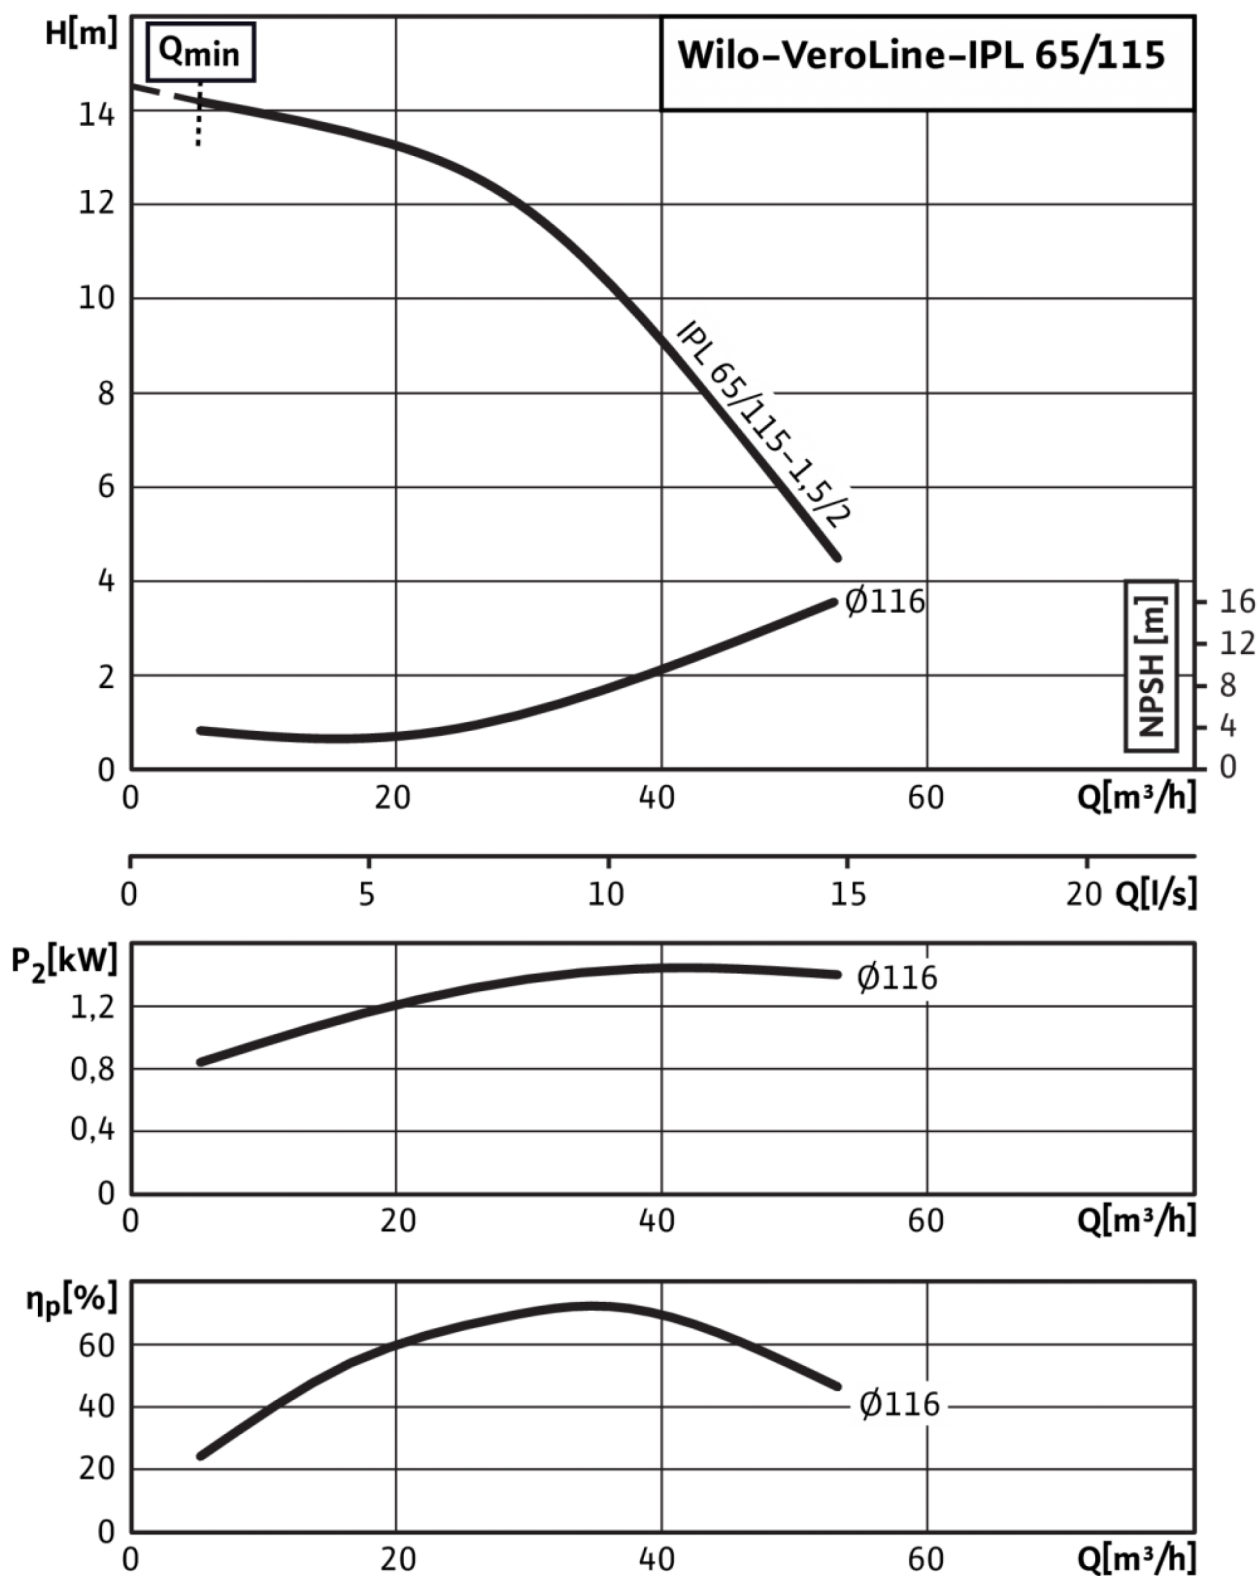 H[m]
Qmin
Wilo-VeroLine-IPL 65/115
14
12
10
8
6
4
2
0
IPL 65/115-1,5/2
Ø116
NPSH [m]
16
12
8
4
0
0 20 40 60 Q[m³/h]
0 5 10 15 20 Q[l/s]
P₂[kW]
1,2
0,8
0,4
0
Ø116
0 20 40 60 Q[m³/h]
ηp[%]
60
40
20
0
Ø116
0 20 40 60 Q[m³/h]